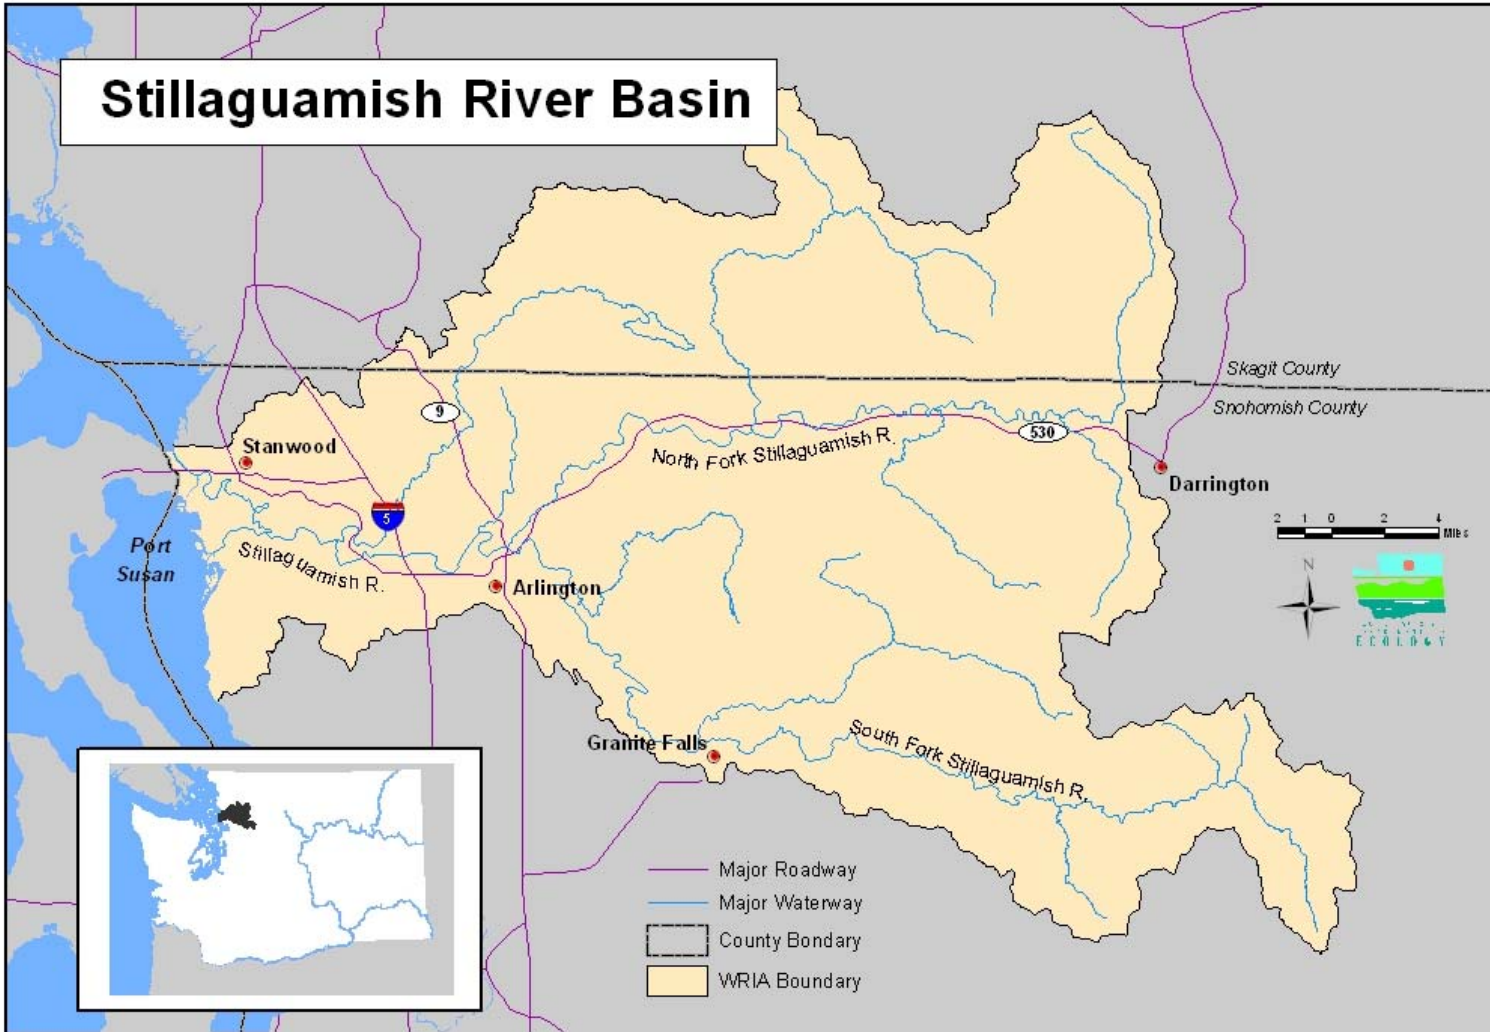 Stillaguamish River Basin
Skagit County
Snohomish County
9
530
Stanwood
North Fork Stillaguamish R.
Darrington
5
2 1 0 2 4
Miles
Port
Susan
Stillaguamish R.
Arlington
N
ECOLOGY
Granite Falls
South Fork Stillaguamish R.
Major Roadway
Major Waterway
County Bondary
WRIA Boundary